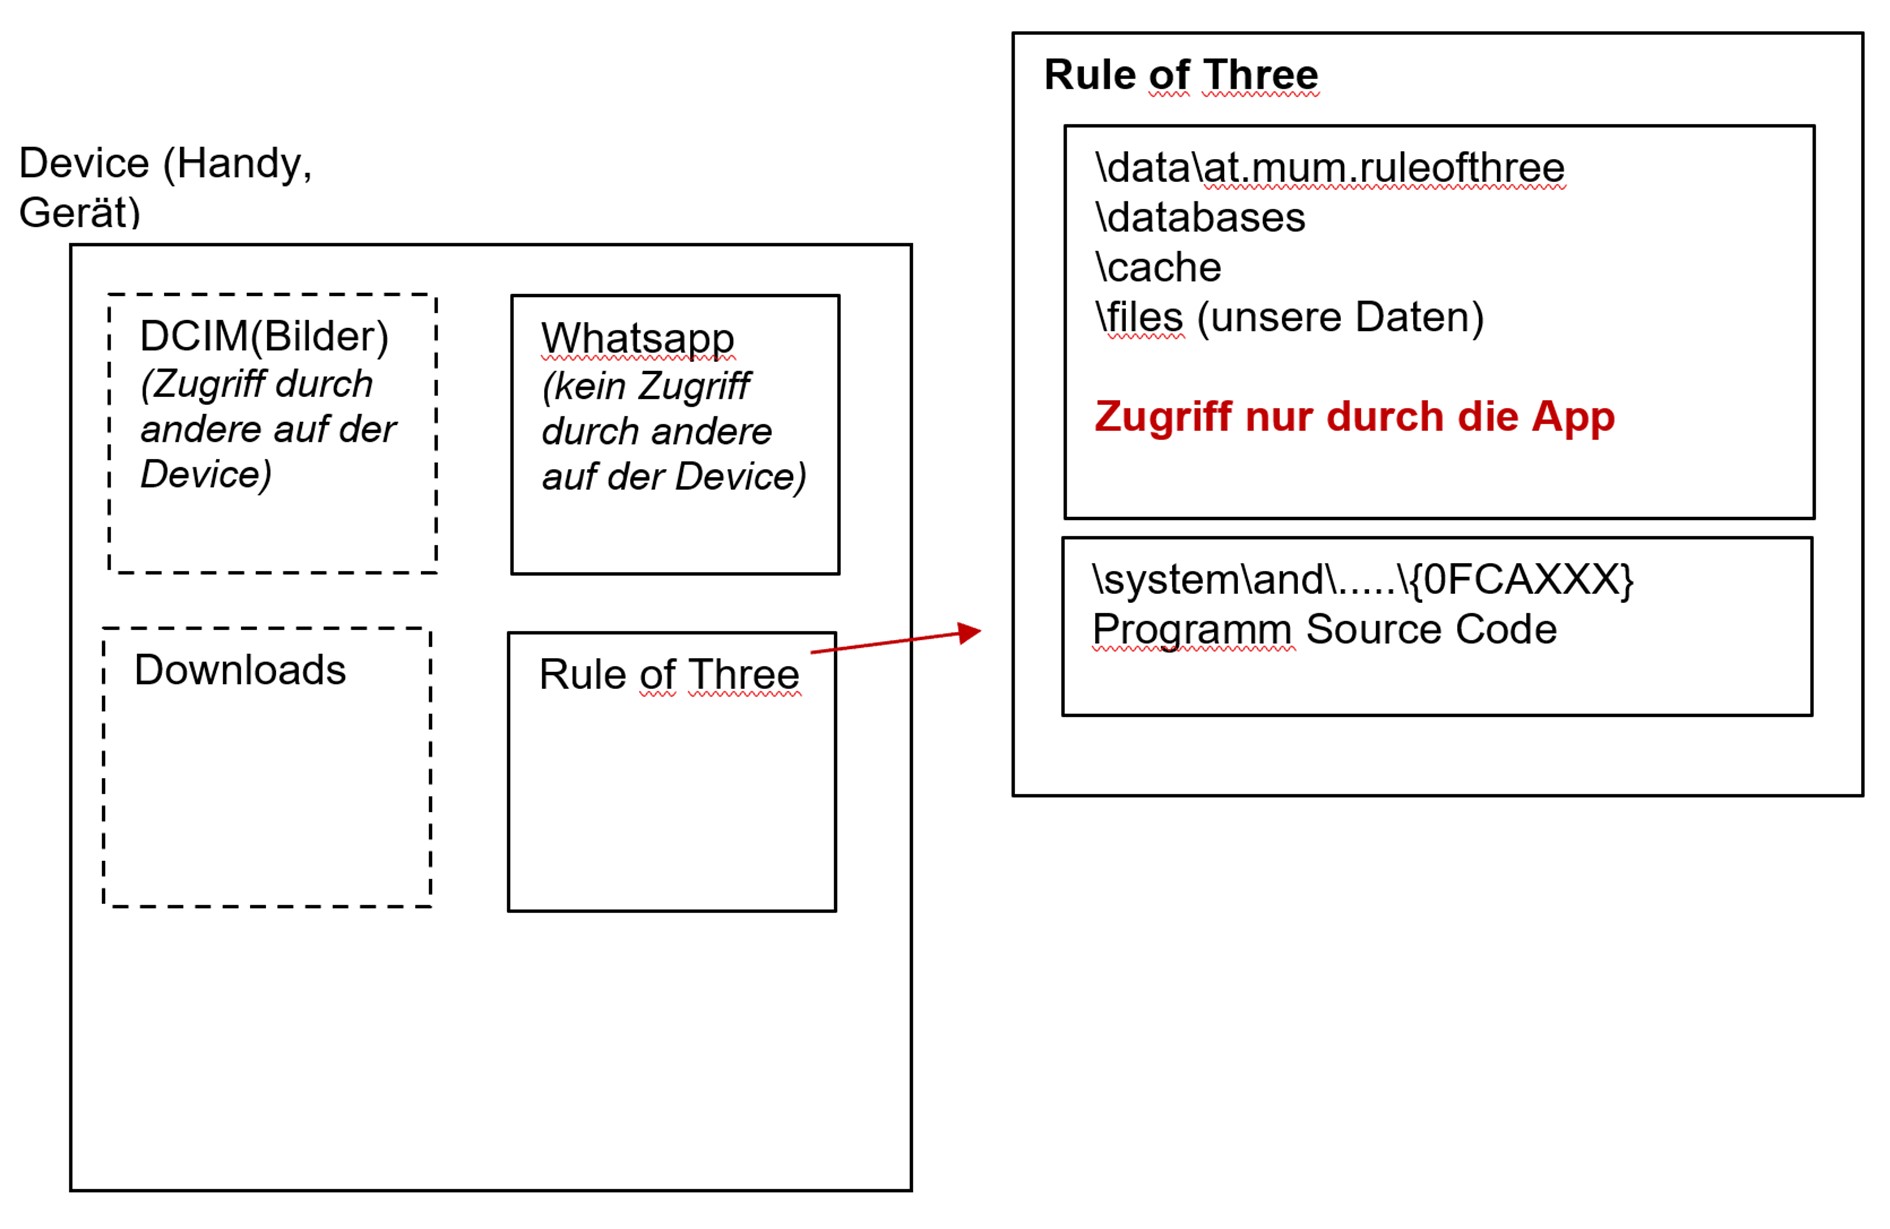 Device (Handy,
Gerät)
DCIM(Bilder)
(Zugriff durch
andere auf der
Device)
Whatsapp
(kein Zugriff
durch andere
auf der Device)
Downloads
Rule of Three
Rule of Three
\data\at.mum.ruleofthree
\databases
\cache
\files (unsere Daten)
Zugriff nur durch die App
\system\and\.....\{0FCAXXX}
Programm Source Code